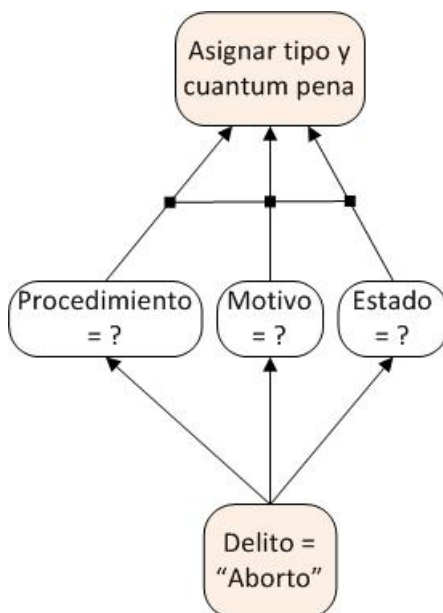 Asignar tipo y
cuantum pena
Procedimiento
= ?
Motivo
= ?
Estado
= ?
Delito =
“Aborto”